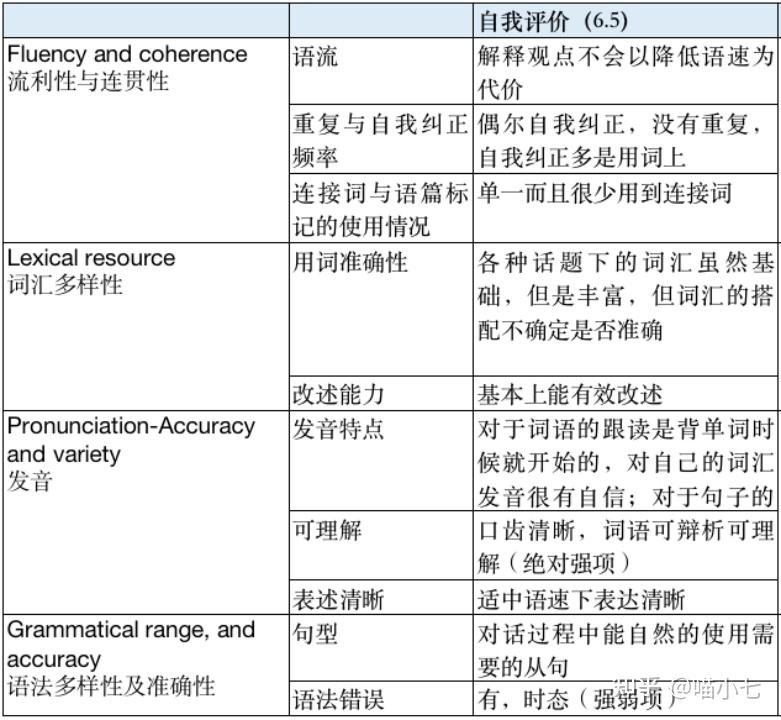 自我评价（6.5）
Fluency and coherence
流利性与连贯性
语流
解释观点不会以降低语速为
代价
重复与自我纠正
频率
偶尔自我纠正，没有重复，
自我纠正多是用词上
连接词与语篇标
记的使用情况
单一而且很少用到连接词
Lexical resource
词汇多样性
用词准确性
各种话题下的词汇虽然基
础，但是丰富，但词汇的搭
配不确定是否准确
改述能力
基本上能有效改述
Pronunciation-Accuracy
and variety
发音
发音特点
对于词语的跟读是背单词时
候就开始的，对自己的词汇
发音很有自信；对于句子的
可理解
口齿清晰，词语可辩析可理
解（绝对强项）
表述清晰
适中语速下表达清晰
Grammatical range, and
accuracy
语法多样性及准确性
句型
对话过程中能自然的使用需
要的从句
语法错误
有，时态（强弱项）
知乎 @喵小七